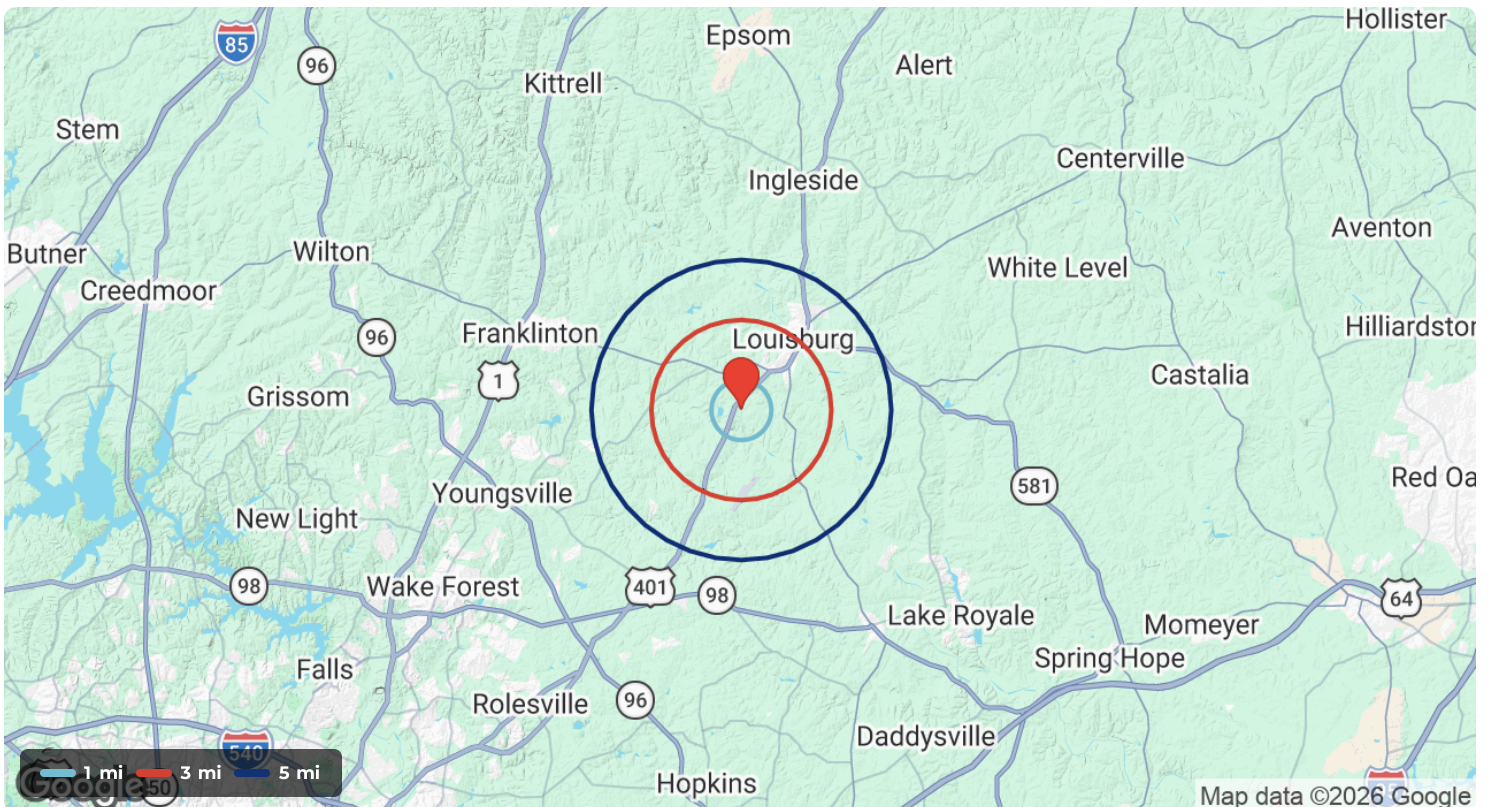 Hollister
Epsom
85
96
Alert
Kittrell
Stem
Centerville
Ingleside
Aventon
Butner
Wilton
White Level
Creedmoor
Hilliardstor
Franklinton
Louisburg
96
1
Castalia
Grissom
Red Oa
581
Youngsville
New Light
98
Wake Forest
401
98
64
Lake Royale
Momeyer
Spring Hope
Falls
96
Rolesville
Daddysville
540
1 mi 3 mi 5 mi
Hopkins
Google
50
Map data ©2026 Google